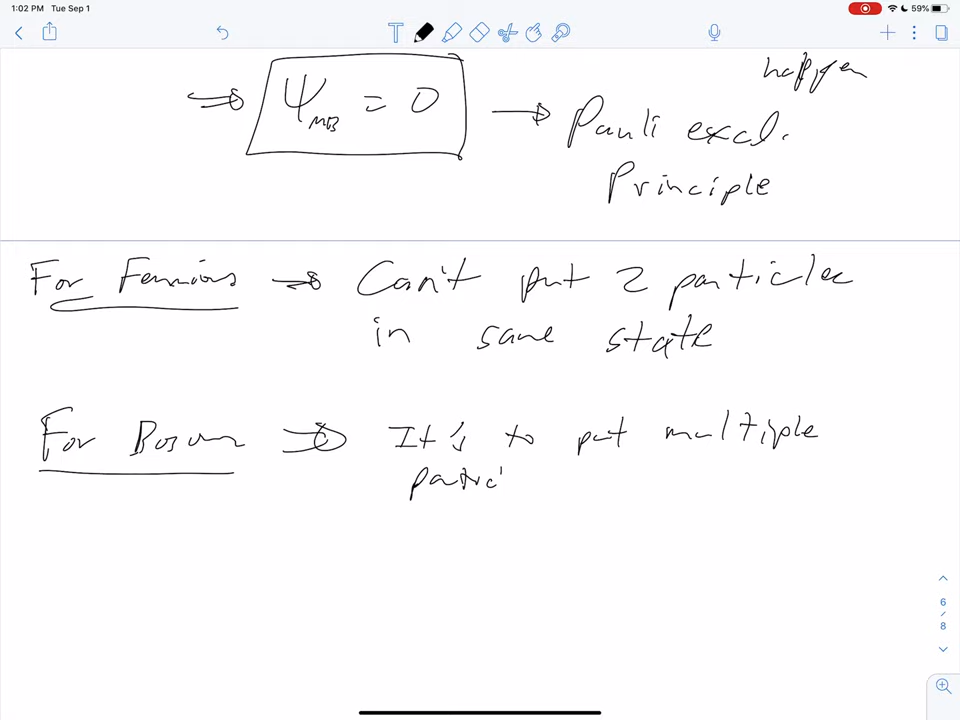 1:02 PM Tue Sep 1
59%
T
happen
⇒ Ψ_MB = 0 → Pauli excl.
Principle
For Fermions → Can't put 2 particles
in same state
For Boson ⇒ It's to put multiple
partic
6
/
8